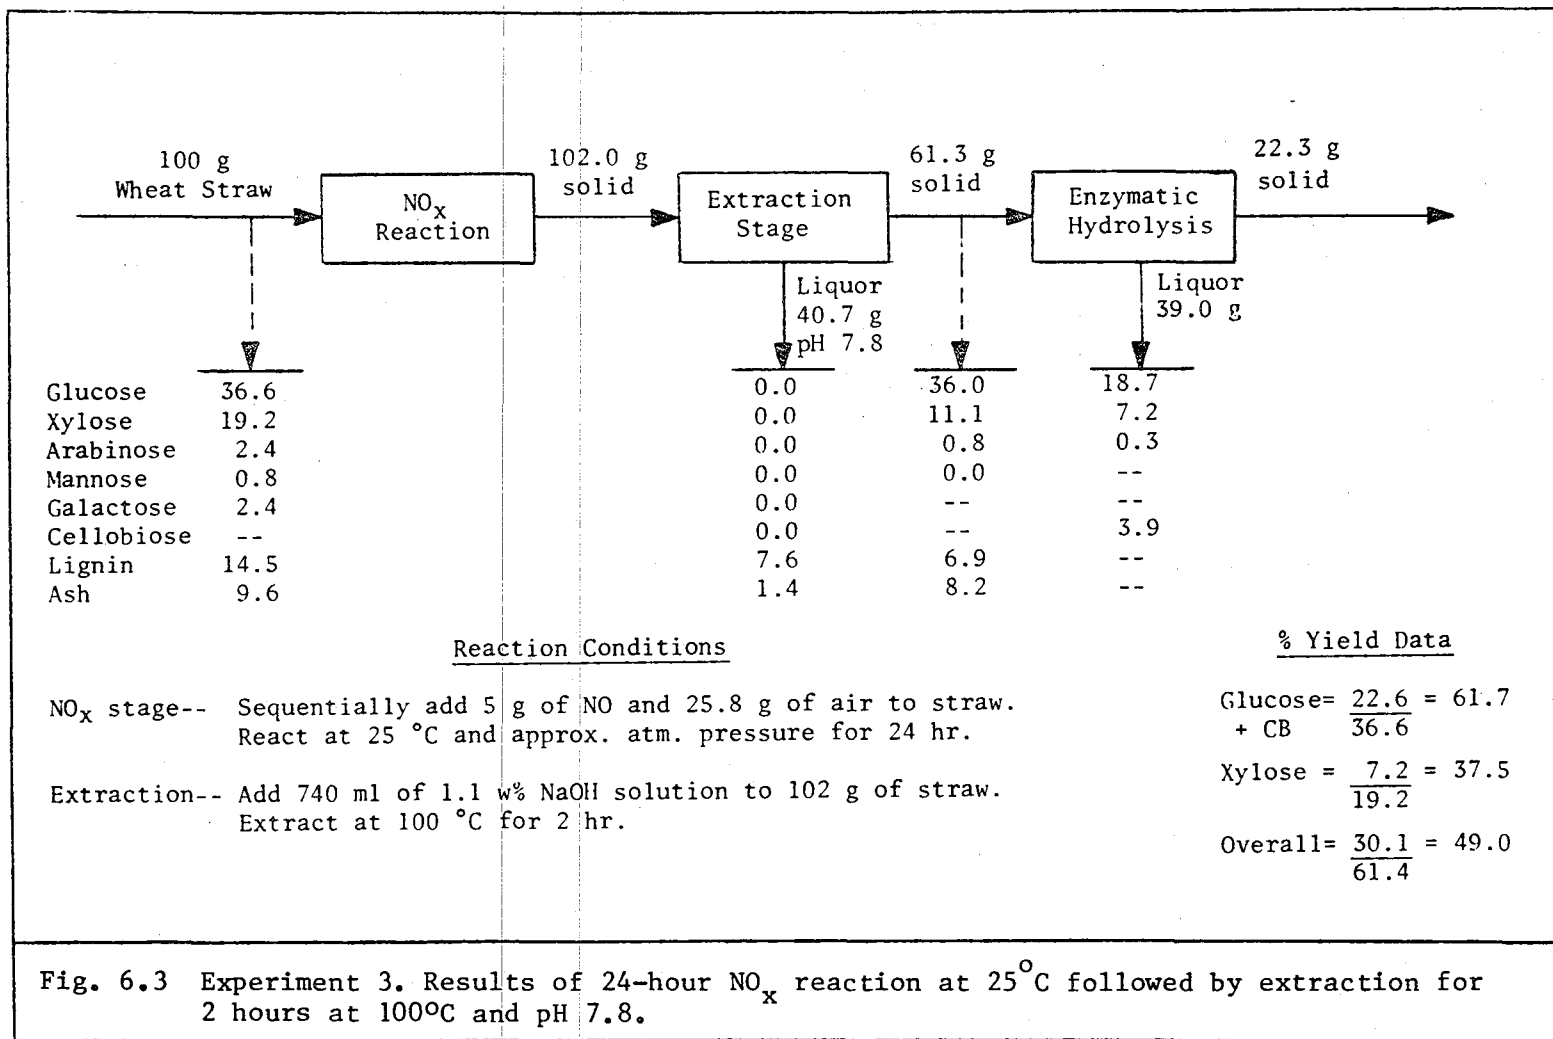 100 g
Wheat Straw
NOx
Reaction
102.0 g
solid
Extraction
Stage
61.3 g
solid
Enzymatic
Hydrolysis
22.3 g
solid
Liquor
40.7 g
pH 7.8
Liquor
39.0 g
Glucose 36.6 0.0 36.0 18.7
Xylose 19.2 0.0 11.1 7.2
Arabinose 2.4 0.0 0.8 0.3
Mannose 0.8 0.0 0.0 --
Galactose 2.4 0.0 -- --
Cellobiose -- 0.0 -- 3.9
Lignin 14.5 7.6 6.9 --
Ash 9.6 1.4 8.2 --
Reaction Conditions
NOx stage-- Sequentially add 5 g of NO and 25.8 g of air to straw.
React at 25 °C and approx. atm. pressure for 24 hr.
Extraction-- Add 740 ml of 1.1 w% NaOH solution to 102 g of straw.
Extract at 100 °C for 2 hr.
% Yield Data
Glucose= 22.6 = 61.7
+ CB 36.6
Xylose = 7.2 = 37.5
19.2
Overall= 30.1 = 49.0
61.4
Fig. 6.3 Experiment 3. Results of 24-hour NOx reaction at 25°C followed by extraction for
2 hours at 100°C and pH 7.8.